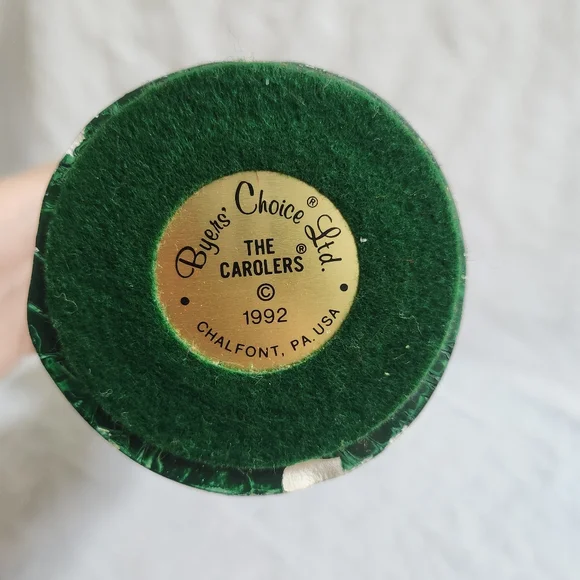 Byers' Choice® Ltd.
THE
CAROLERS®
©
1992
CHALFONT, PA. USA